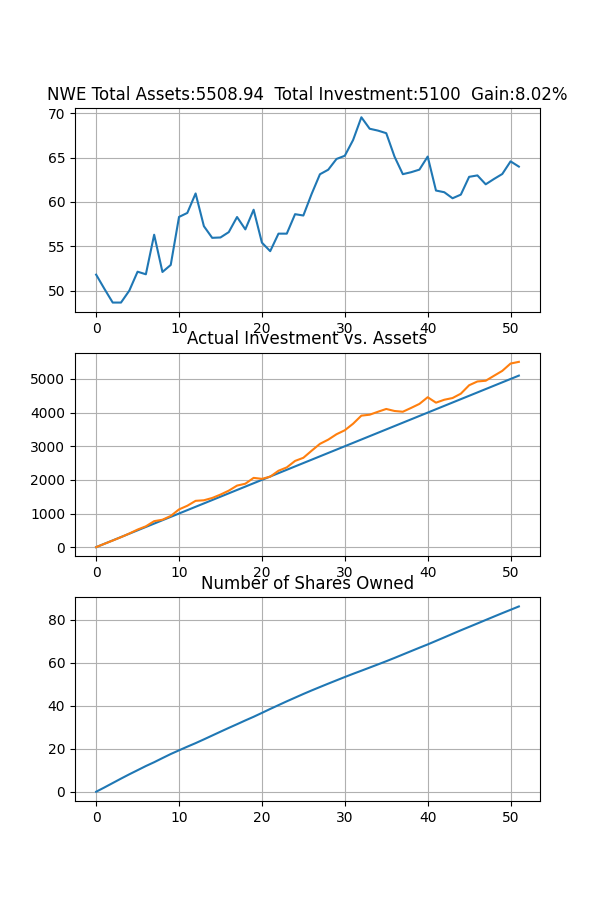 NWE Total Assets:5508.94  Total Investment:5100  Gain:8.02%
70
65
60
55
50
0 10 20 30 40 50
Actual Investment vs. Assets
5000
4000
3000
2000
1000
0
0 10 20 30 40 50
Number of Shares Owned
80
60
40
20
0
0 10 20 30 40 50